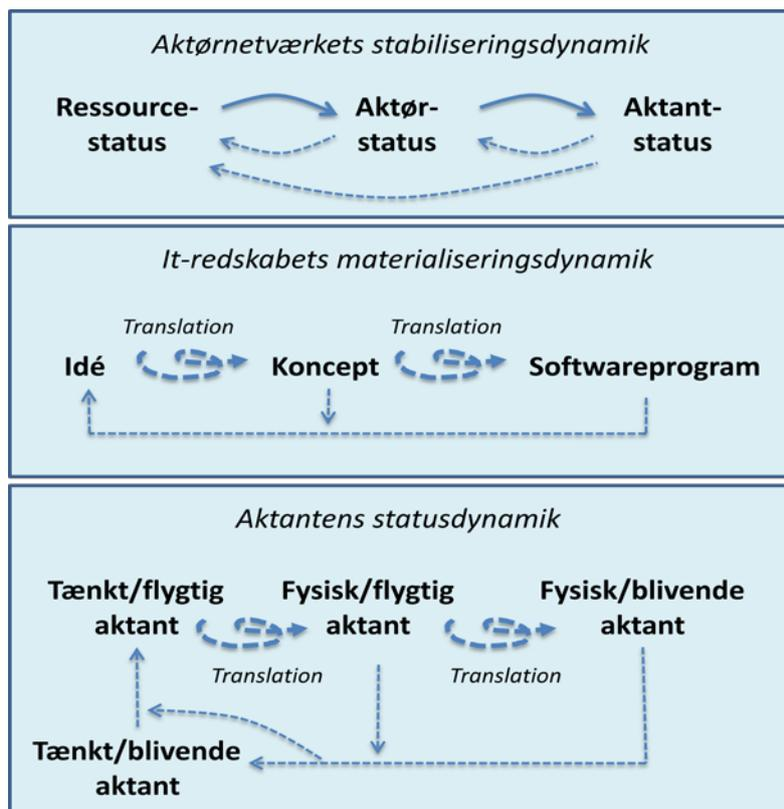 Aktørnetværkets stabiliseringsdynamik
Ressource-
status
Aktør-
status
Aktant-
status
It-redskabets materialiseringsdynamik
Translation
Translation
Idé
Koncept
Softwareprogram
Aktantens statusdynamik
Tænkt/flygtig
aktant
Fysisk/flygtig
aktant
Fysisk/blivende
aktant
Translation
Translation
Tænkt/blivende
aktant